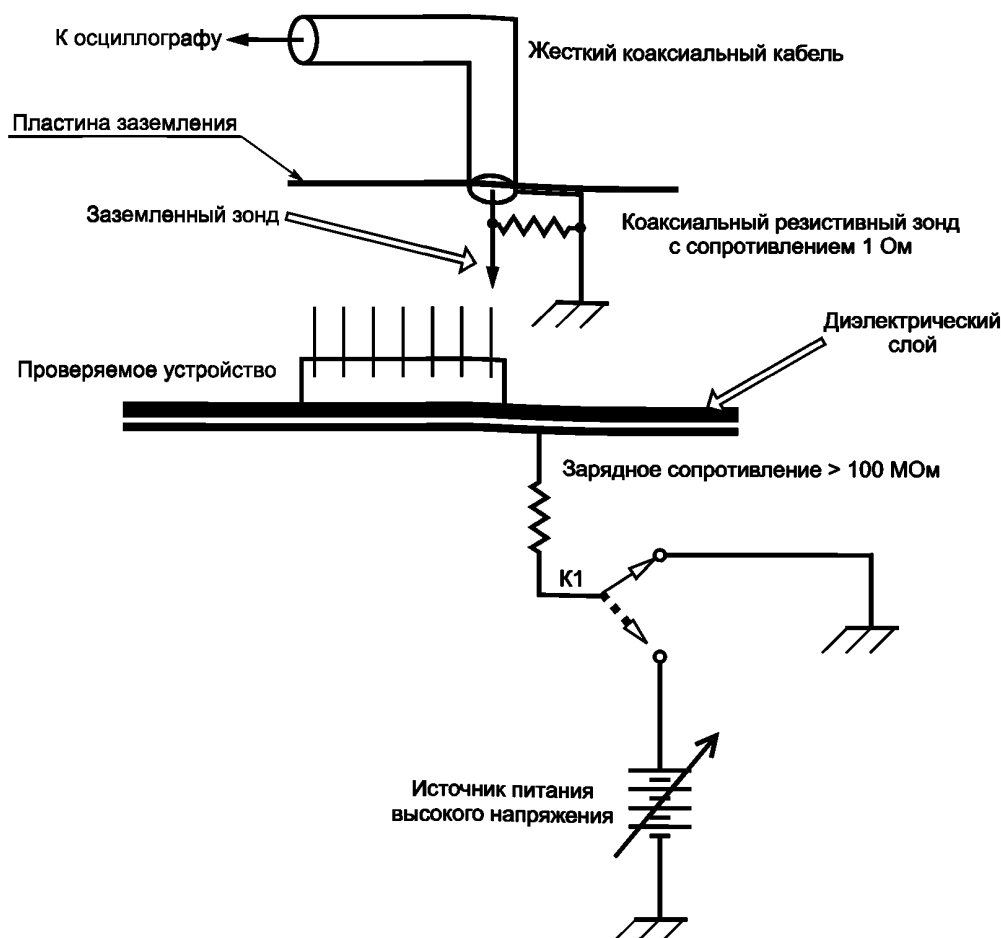 К осциллографу
Жесткий коаксиальный кабель
Пластина заземления
Заземленный зонд
Коаксиальный резистивный зонд
с сопротивлением 1 Ом
Диэлектрический
слой
Проверяемое устройство
Зарядное сопротивление > 100 МОм
К1
Источник питания
высокого напряжения